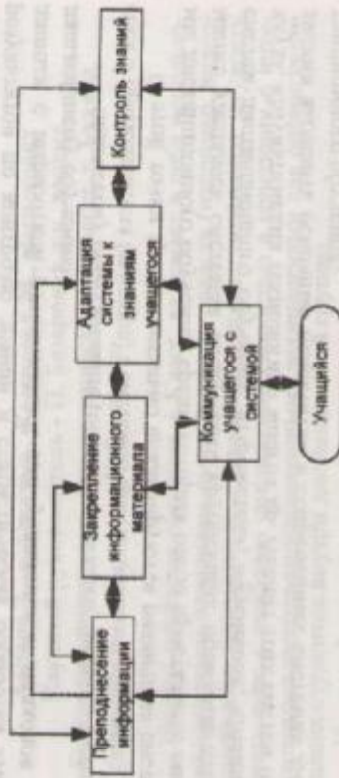 Преподнесение
информации
Закрепление
информационного
материала
Адаптация
системы к
знаниям
учащегося
Контроль знаний
Коммуникация
учащегося с
системой
Учащийся